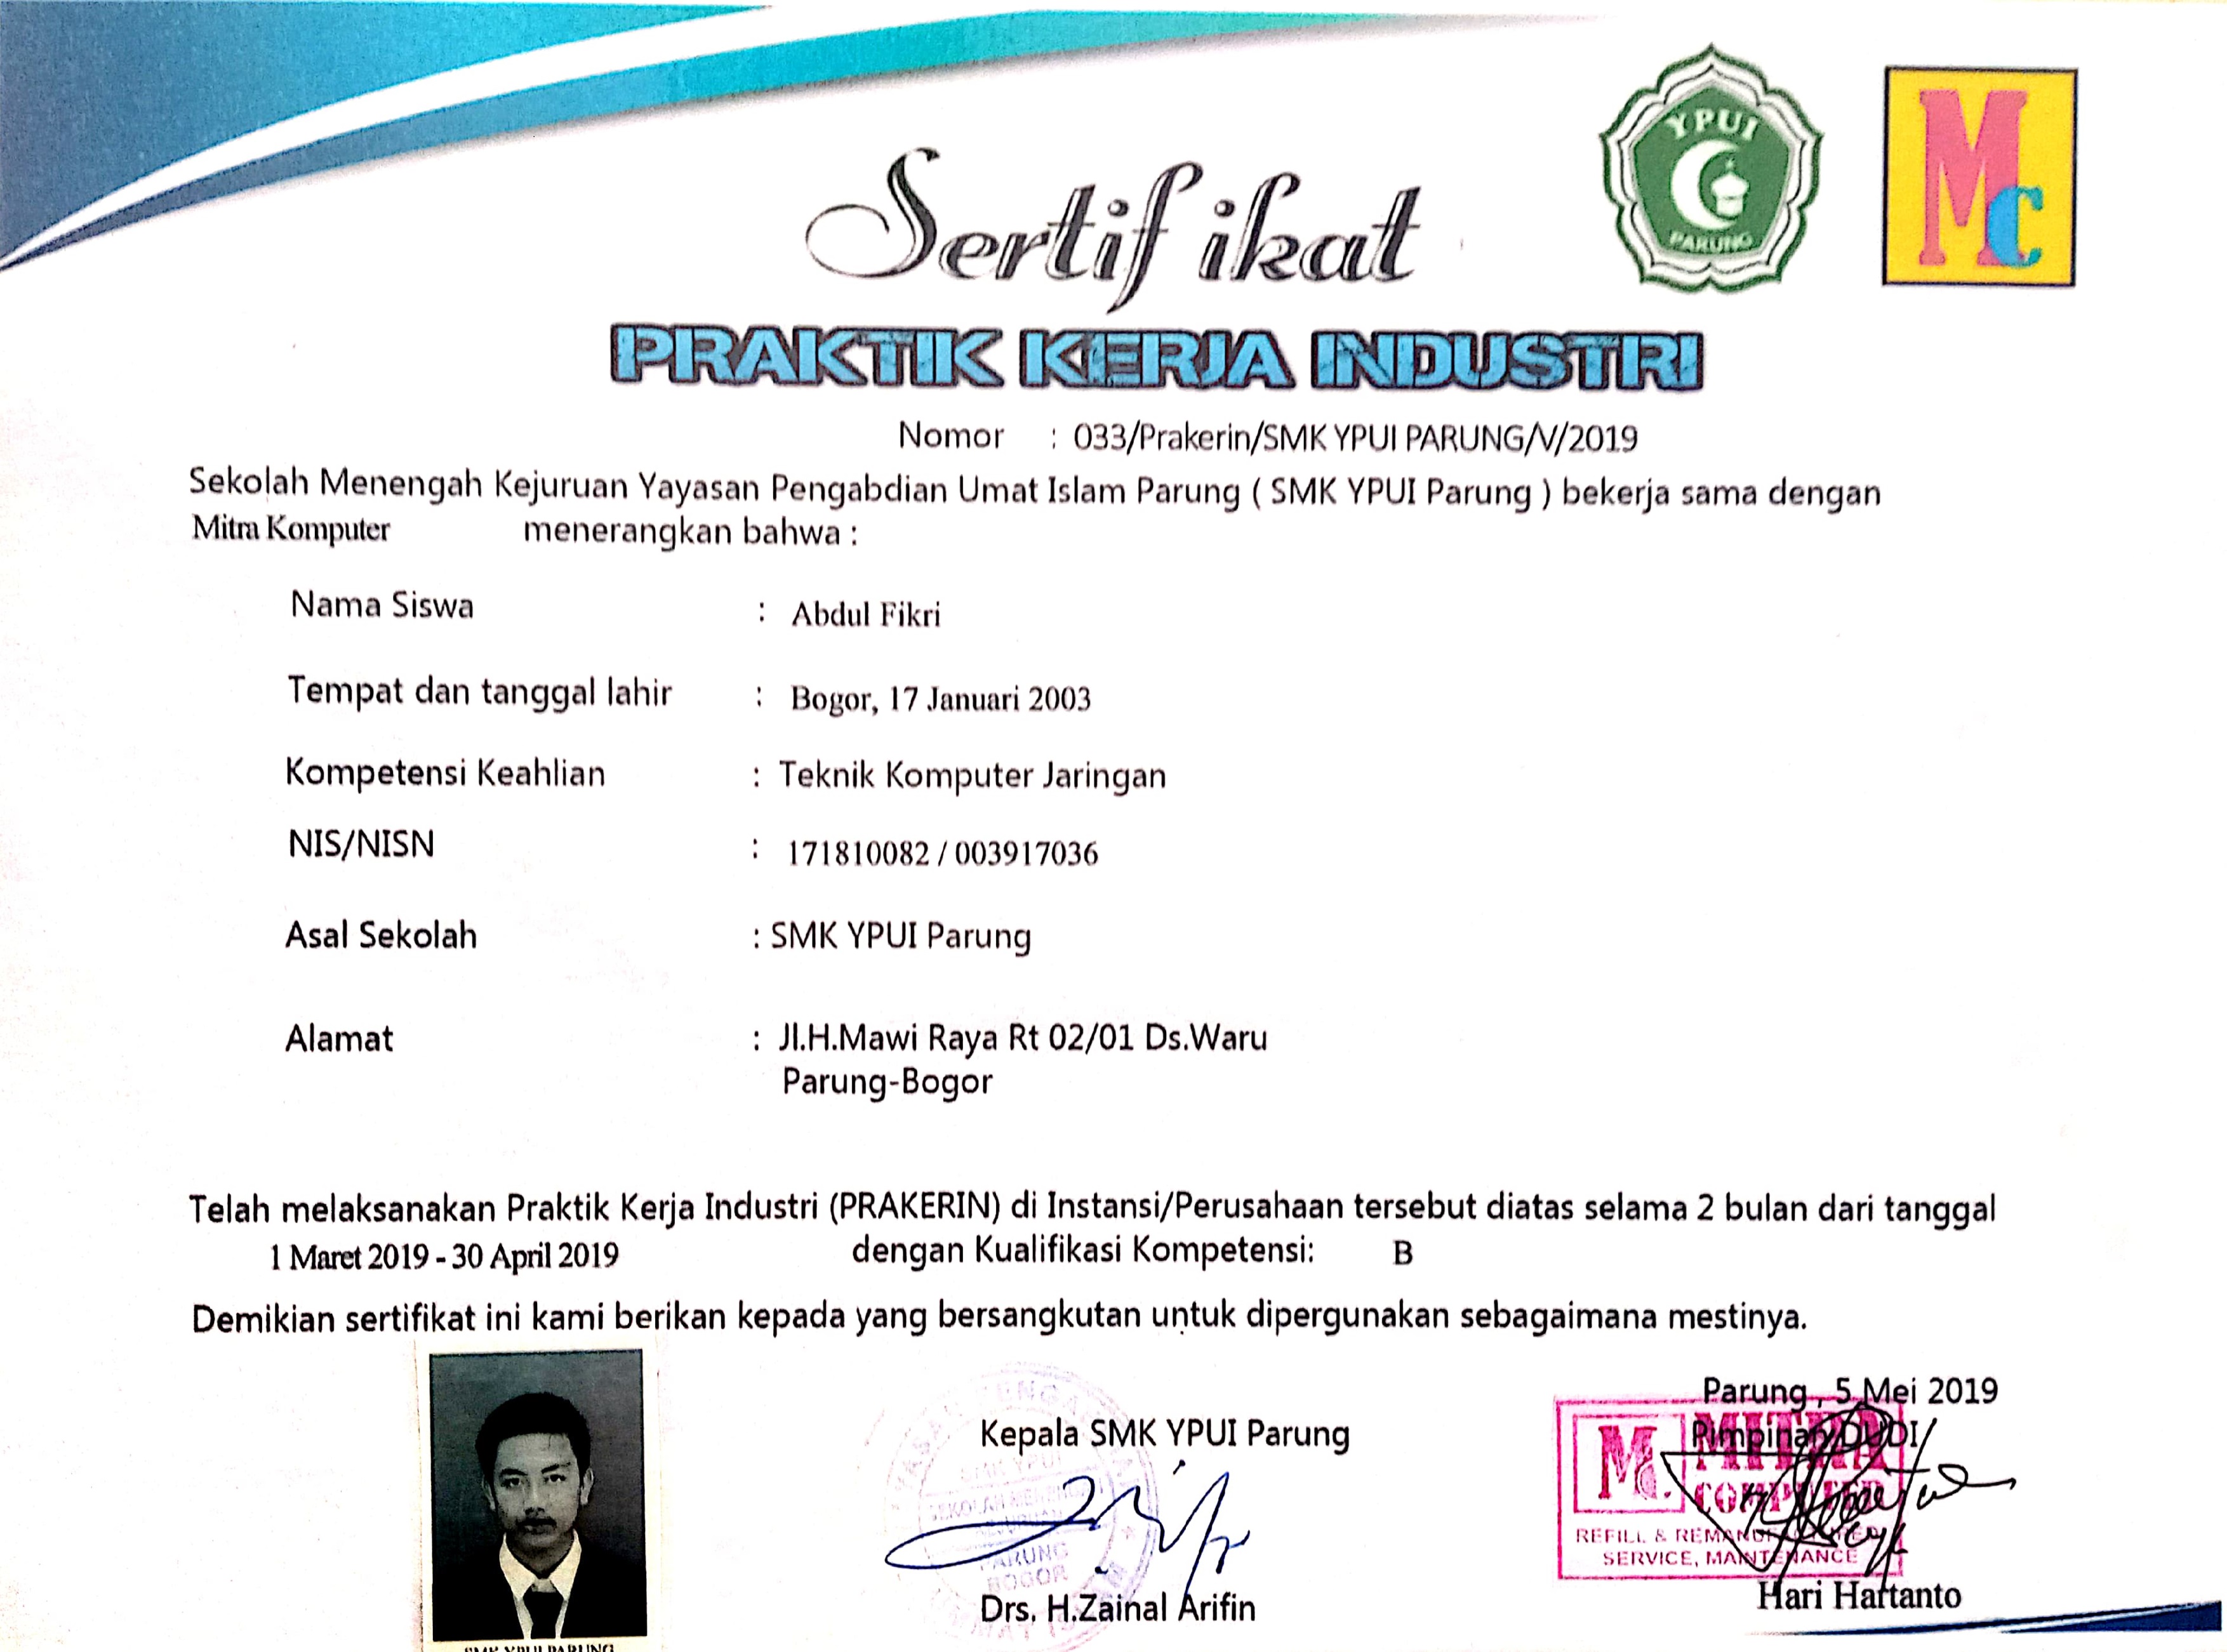 YPUI
PARUNG
MC
Sertifikat
PRAKTIK KERJA INDUSTRI
Nomor : 033/Prakerin/SMK YPUI PARUNG/V/2019
Sekolah Menengah Kejuruan Yayasan Pengabdian Umat Islam Parung ( SMK YPUI Parung ) bekerja sama dengan
Mitra Komputer menerangkan bahwa :
Nama Siswa : Abdul Fikri
Tempat dan tanggal lahir : Bogor, 17 Januari 2003
Kompetensi Keahlian : Teknik Komputer Jaringan
NIS/NISN : 171810082 / 003917036
Asal Sekolah : SMK YPUI Parung
Alamat : Jl.H.Mawi Raya Rt 02/01 Ds.Waru
Parung-Bogor
Telah melaksanakan Praktik Kerja Industri (PRAKERIN) di Instansi/Perusahaan tersebut diatas selama 2 bulan dari tanggal
1 Maret 2019 - 30 April 2019 dengan Kualifikasi Kompetensi: B
Demikian sertifikat ini kami berikan kepada yang bersangkutan untuk dipergunakan sebagaimana mestinya.
Parung , 5 Mei 2019
Kepala SMK YPUI Parung
Pimpinan DUDI
MC. MITRA
COMPUTER
REFILL & REMANUFACTURED
SERVICE, MAINTENANCE
SMK YPUI
PARUNG
BOGOR
Drs. H.Zainal Arifin
Hari Hartanto
SMK YPUI PARUNG